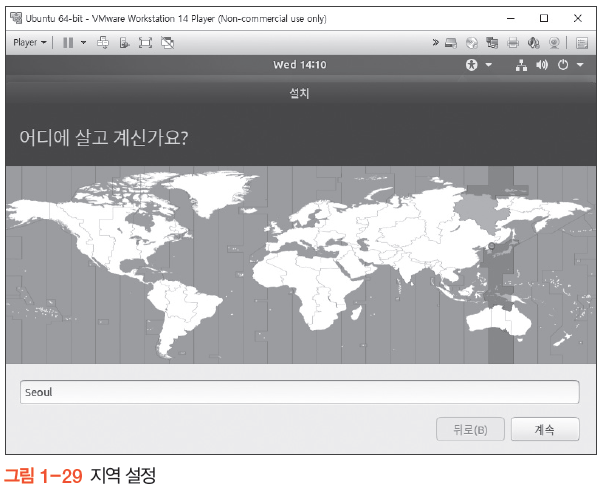 Ubuntu 64-bit - VMware Workstation 14 Player (Non-commercial use only)
Player
Wed 14:10
설치
어디에 살고 계신가요?
Seoul
뒤로(B)
계속
그림 1-29 지역 설정